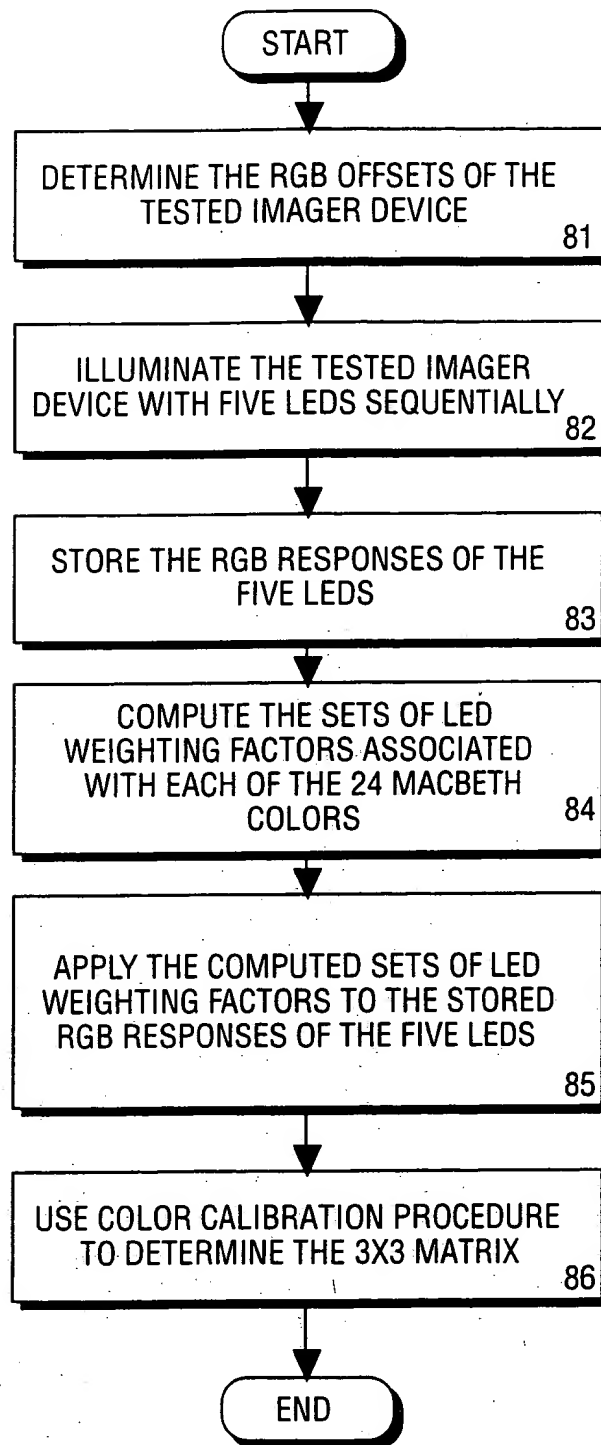 START
DETERMINE THE RGB OFFSETS OF THE
TESTED IMAGER DEVICE
81
ILLUMINATE THE TESTED IMAGER
DEVICE WITH FIVE LEDS SEQUENTIALLY
82
STORE THE RGB RESPONSES OF THE
FIVE LEDS
83
COMPUTE THE SETS OF LED
WEIGHTING FACTORS ASSOCIATED
WITH EACH OF THE 24 MACBETH
COLORS
84
APPLY THE COMPUTED SETS OF LED
WEIGHTING FACTORS TO THE STORED
RGB RESPONSES OF THE FIVE LEDS
85
USE COLOR CALIBRATION PROCEDURE
TO DETERMINE THE 3X3 MATRIX
86
END